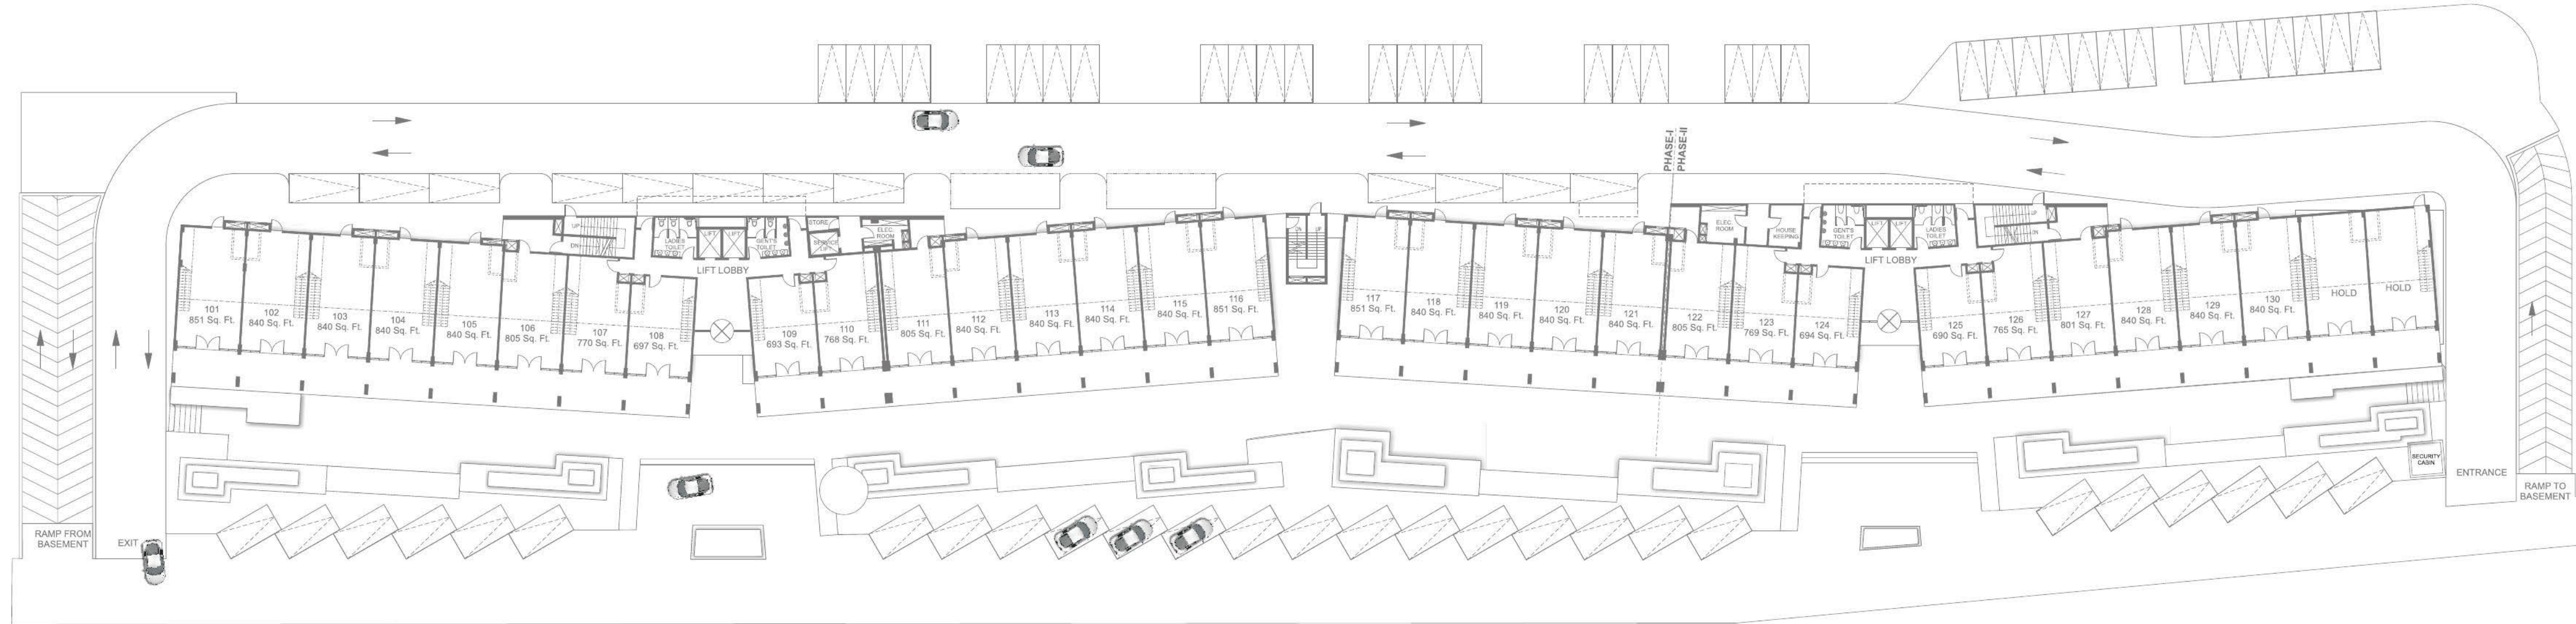 PHASE-I
PHASE-II
STORE
SERVICE
LIFT
ELEC.
ROOM
UP
DN
LADIES
TOILET
LIFT
LIFT
GENT'S
TOILET
LIFT LOBBY
DN
UP
ELEC.
ROOM
HOUSE
KEEPING
GENT'S
TOILET
LIFT
LIFT
LADIES
TOILET
UP
DN
LIFT LOBBY
101
851 Sq. Ft.
102
840 Sq. Ft.
103
840 Sq. Ft.
104
840 Sq. Ft.
105
840 Sq. Ft.
106
805 Sq. Ft.
107
770 Sq. Ft.
108
697 Sq. Ft.
109
693 Sq. Ft.
110
768 Sq. Ft.
111
805 Sq. Ft.
112
840 Sq. Ft.
113
840 Sq. Ft.
114
840 Sq. Ft.
115
840 Sq. Ft.
116
851 Sq. Ft.
117
851 Sq. Ft.
118
840 Sq. Ft.
119
840 Sq. Ft.
120
840 Sq. Ft.
121
840 Sq. Ft.
122
805 Sq. Ft.
123
769 Sq. Ft.
124
694 Sq. Ft.
125
690 Sq. Ft.
126
765 Sq. Ft.
127
801 Sq. Ft.
128
840 Sq. Ft.
129
840 Sq. Ft.
130
840 Sq. Ft.
HOLD
HOLD
SECURITY
CABIN
ENTRANCE
RAMP TO
BASEMENT
RAMP FROM
BASEMENT
EXIT